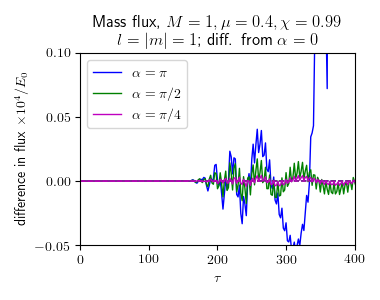 Mass flux, M = 1, μ = 0.4, χ = 0.99
l = |m| = 1; diff. from α = 0
0.10
0.05
0.00
−0.05
difference in flux ×10⁴/E₀
α = π
α = π/2
α = π/4
0 100 200 300 400
τ